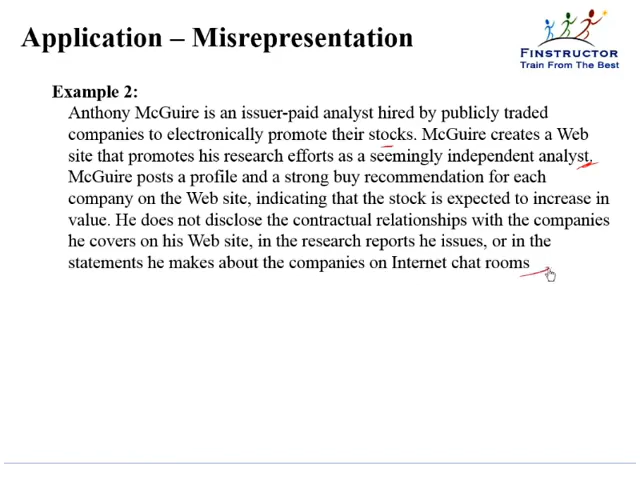 Application – Misrepresentation
FINSTRUCTOR
Train From The Best
Example 2:
Anthony McGuire is an issuer-paid analyst hired by publicly traded
companies to electronically promote their stocks. McGuire creates a Web
site that promotes his research efforts as a seemingly independent analyst.
McGuire posts a profile and a strong buy recommendation for each
company on the Web site, indicating that the stock is expected to increase in
value. He does not disclose the contractual relationships with the companies
he covers on his Web site, in the research reports he issues, or in the
statements he makes about the companies on Internet chat rooms